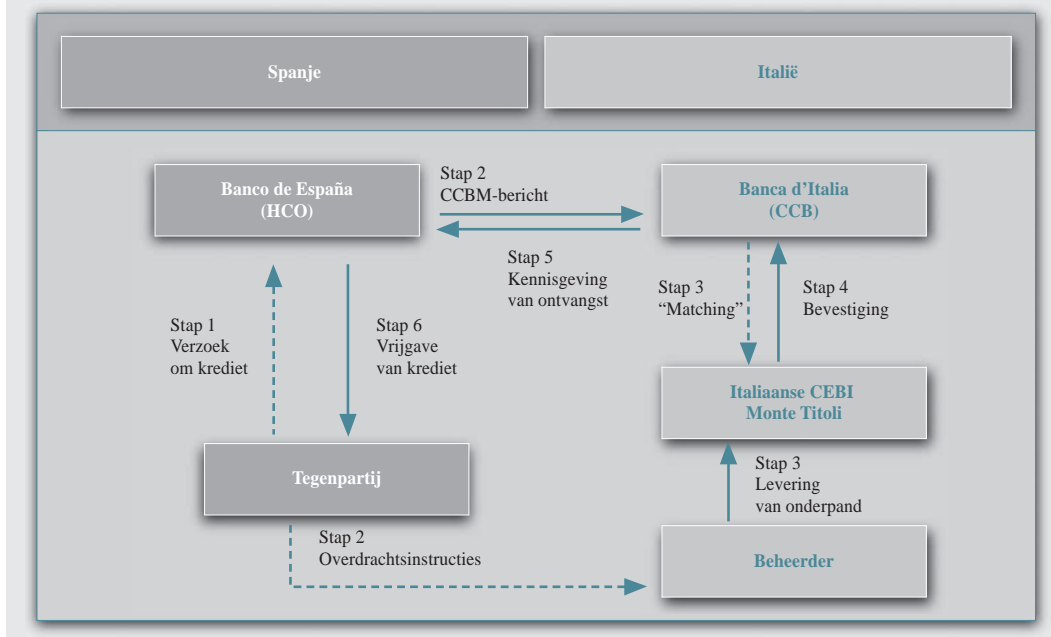 Spanje
Italië
Banco de España
(HCO)
Stap 2
CCBM-bericht
Banca d’Italia
(CCB)
Stap 5
Kennisgeving
van ontvangst
Stap 3
“Matching”
Stap 4
Bevestiging
Stap 1
Verzoek
om krediet
Stap 6
Vrijgave
van krediet
Italiaanse CEBI
Monte Titoli
Tegenpartij
Stap 3
Levering
van onderpand
Stap 2
Overdrachtsinstructies
Beheerder